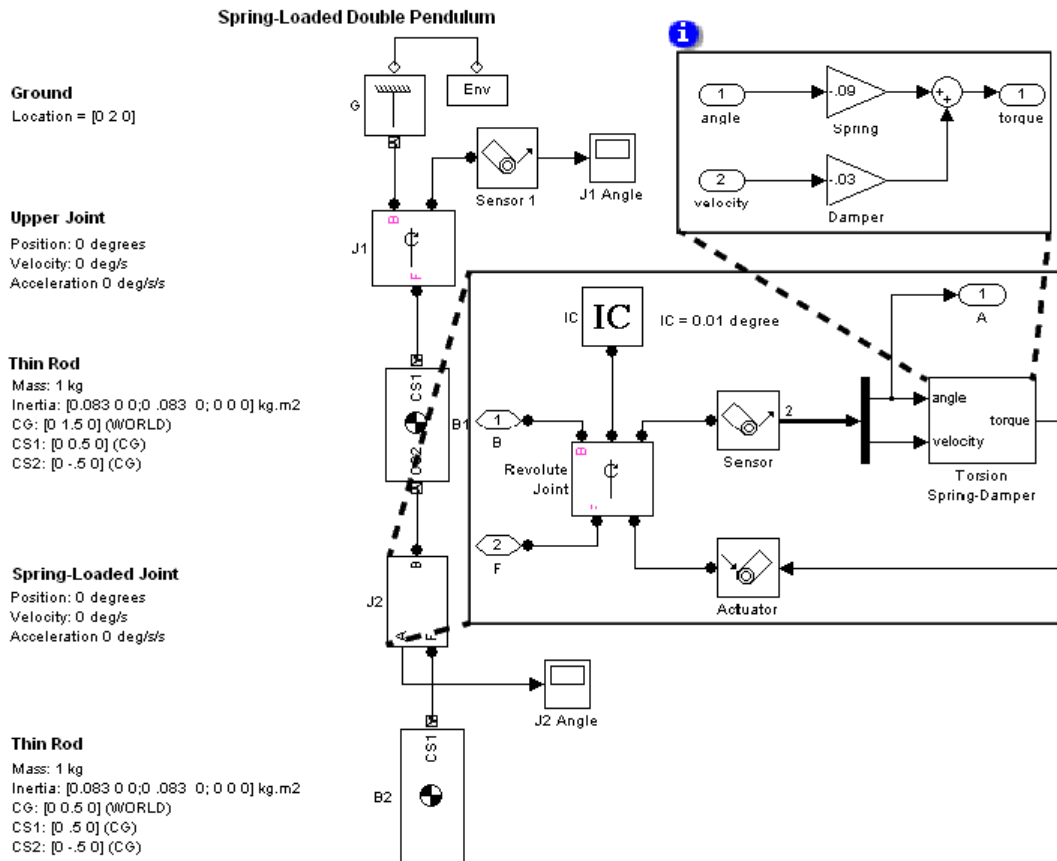 Spring-Loaded Double Pendulum
i
Ground
Location = [0 2 0]
G
Env
Sensor 1
J1 Angle
1
angle
-.09
Spring
+
+
1
torque
2
velocity
-.03
Damper
Upper Joint
Position: 0 degrees
Velocity: 0 deg/s
Acceleration 0 deg/s/s
J1
B
F
IC
IC
IC = 0.01 degree
1
A
Thin Rod
Mass: 1 kg
Inertia: [0.083 0 0;0 .083 0; 0 0 0] kg.m2
CG: [0 1.5 0] (WORLD)
CS1: [0 0.5 0] (CG)
CS2: [0 -.5 0] (CG)
CS1
CS2
B1
1
B
Revolute
Joint
B
F
2
F
Sensor
2
angle
velocity
torque
Torsion
Spring-Damper
Actuator
Spring-Loaded Joint
Position: 0 degrees
Velocity: 0 deg/s
Acceleration 0 deg/s/s
J2
B
A
F
J2 Angle
Thin Rod
Mass: 1 kg
Inertia: [0.083 0 0;0 .083 0; 0 0 0] kg.m2
CG: [0 0.5 0] (WORLD)
CS1: [0 .5 0] (CG)
CS2: [0 -.5 0] (CG)
B2
CS1